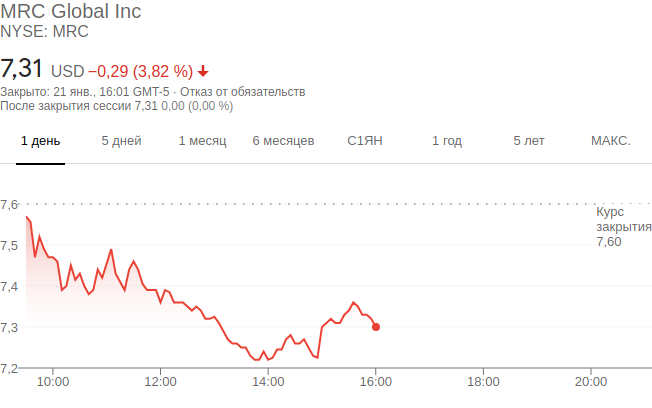 MRC Global Inc
NYSE: MRC
7,31 USD −0,29 (3,82 %)
Закрыто: 21 янв., 16:01 GMT-5 · Отказ от обязательств
После закрытия сессии 7,31 0,00 (0,00 %)
1 день 5 дней 1 месяц 6 месяцев С1ЯН 1 год 5 лет МАКС.
7,6
Курс
закрытия
7,60
7,5
7,4
7,3
7,2
10:00 12:00 14:00 16:00 18:00 20:00